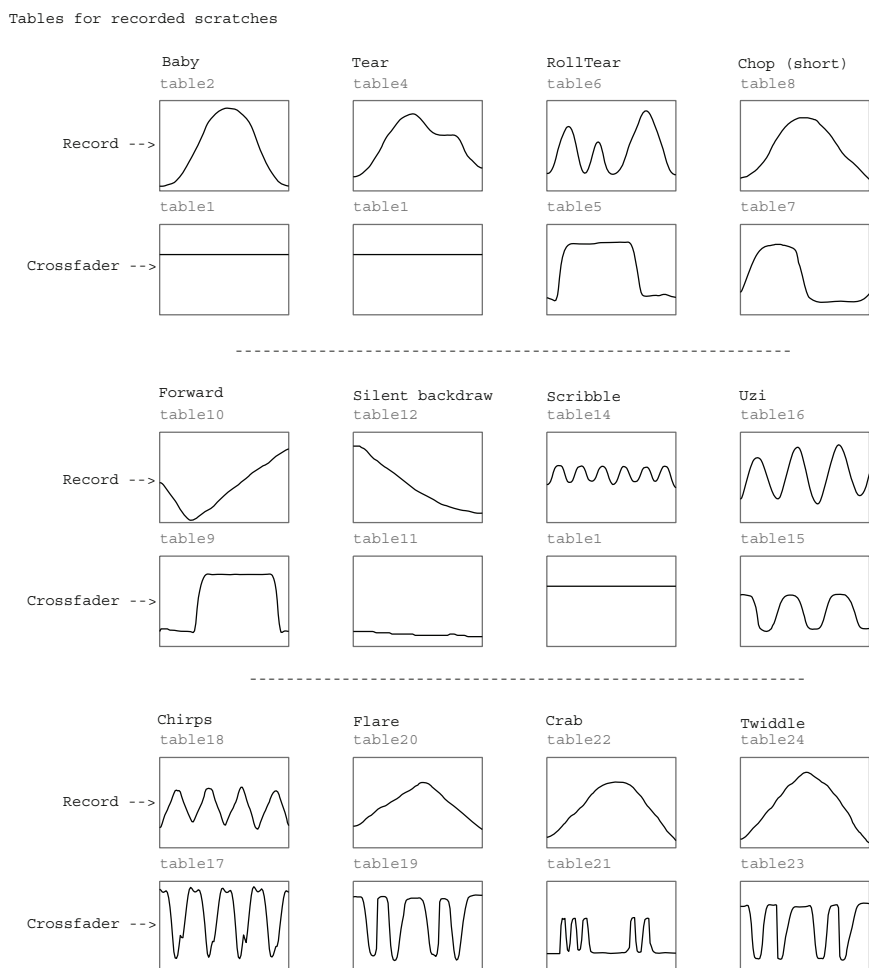 Tables for recorded scratches
Baby Tear RollTear Chop (short)
table2 table4 table6 table8
Record -->
table1 table1 table5 table7
Crossfader -->
------------------------------------------------------------
Forward Silent backdraw Scribble Uzi
table10 table12 table14 table16
Record -->
table9 table11 table1 table15
Crossfader -->
------------------------------------------------------------
Chirps Flare Crab Twiddle
table18 table20 table22 table24
Record -->
table17 table19 table21 table23
Crossfader -->